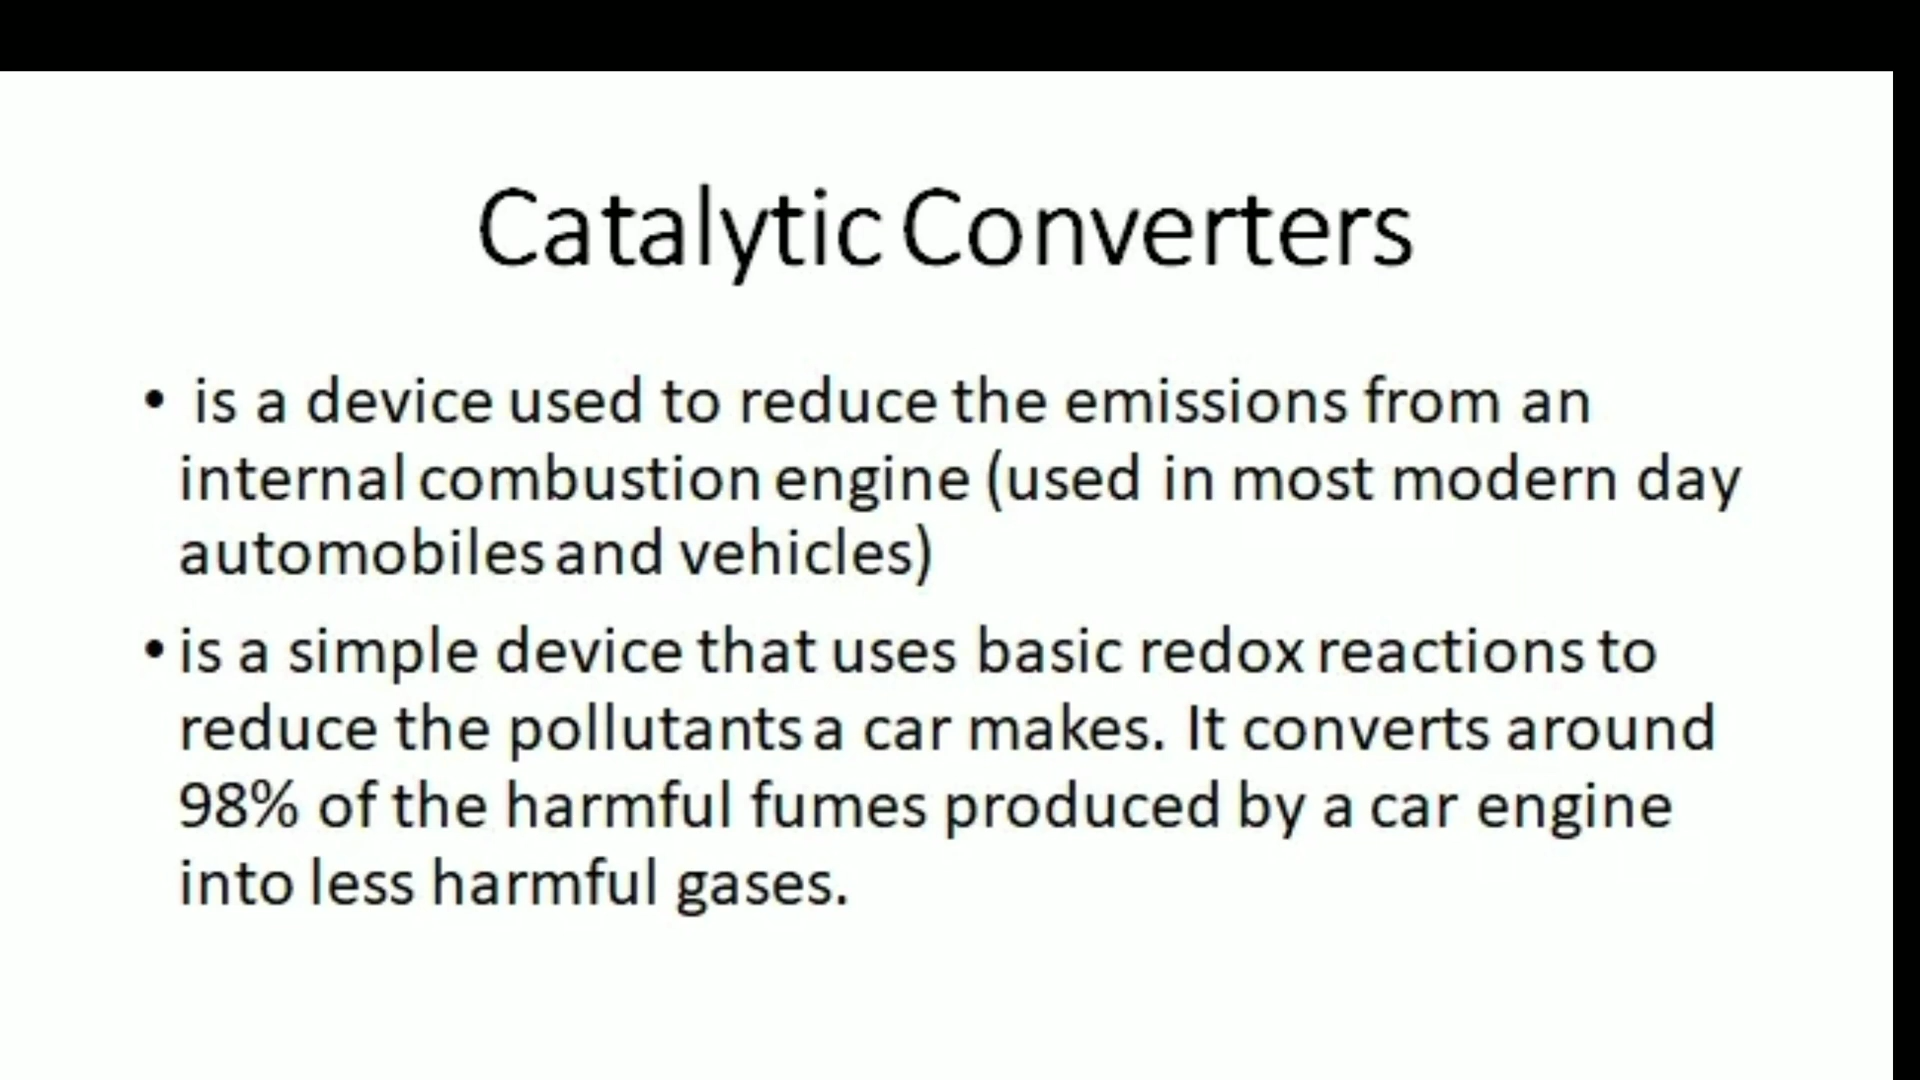 Catalytic Converters
• is a device used to reduce the emissions from an
internal combustion engine (used in most modern day
automobiles and vehicles)
• is a simple device that uses basic redox reactions to
reduce the pollutants a car makes. It converts around
98% of the harmful fumes produced by a car engine
into less harmful gases.